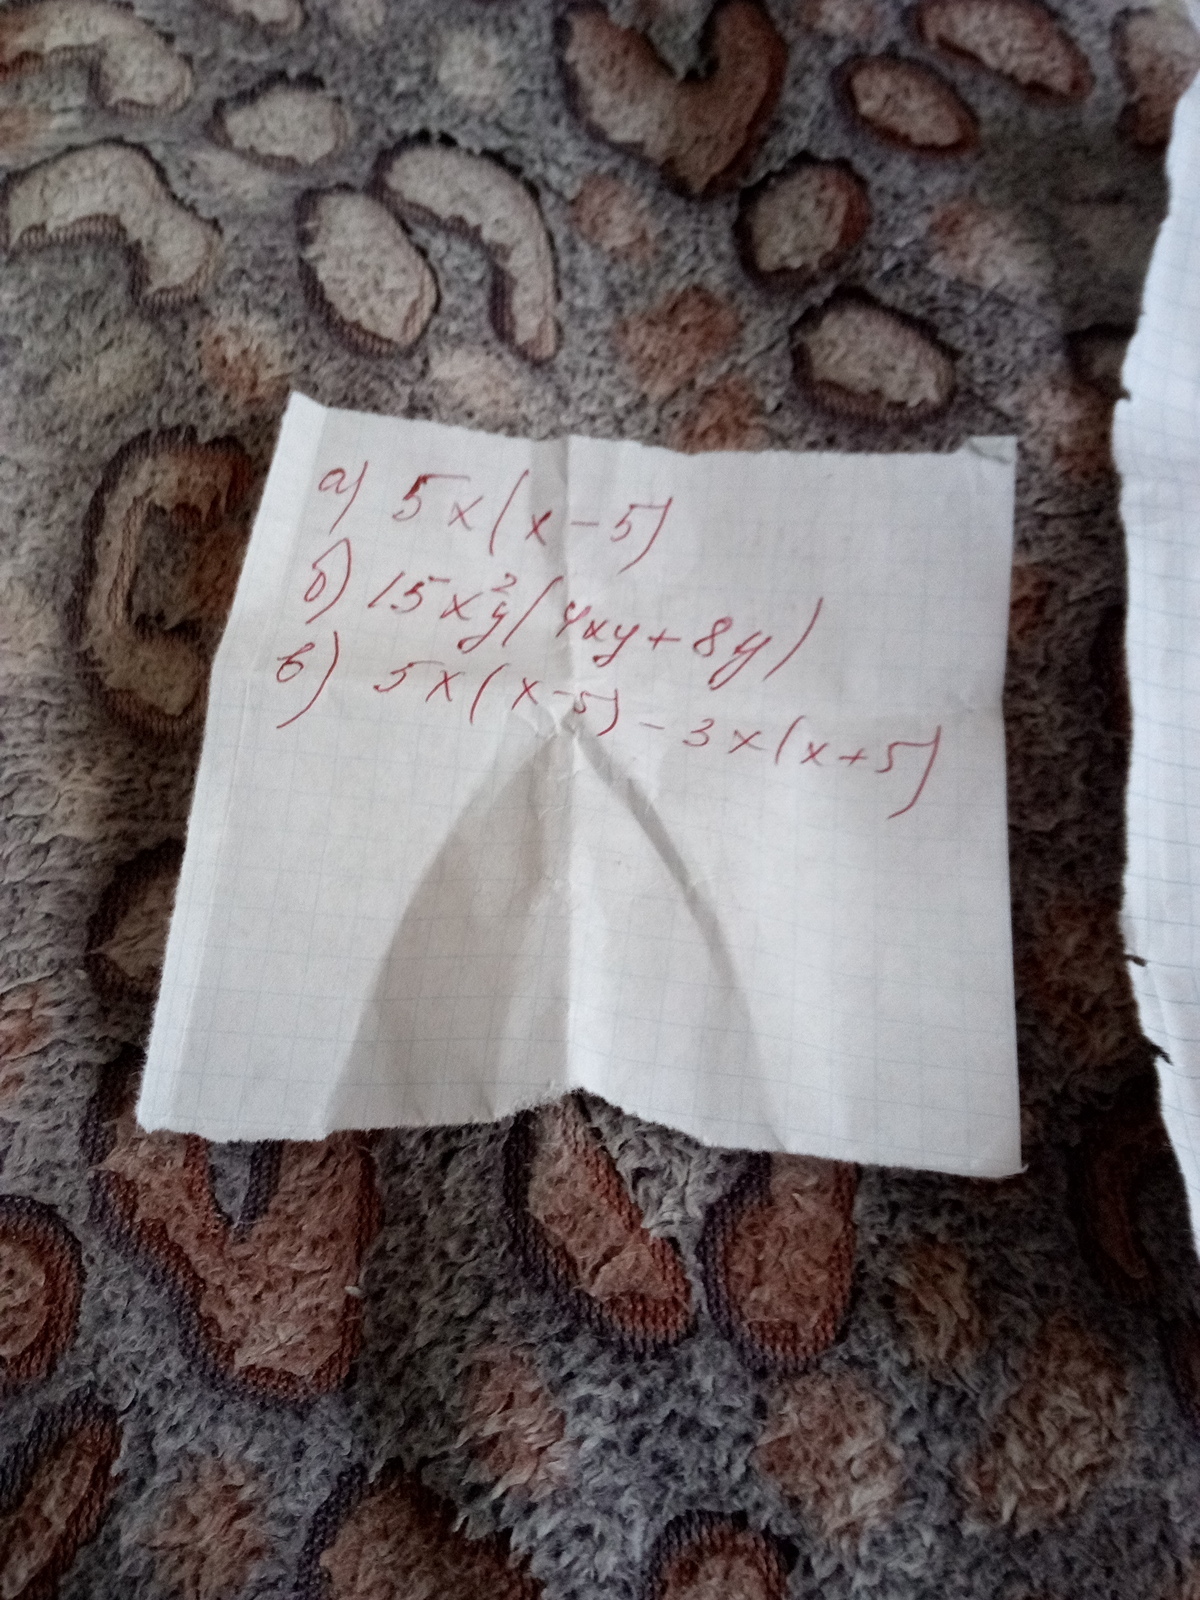 а) 5x(x-5)
б) 15x²y(4xy+8y)
в) 5x(x-5)-3x(x+5)